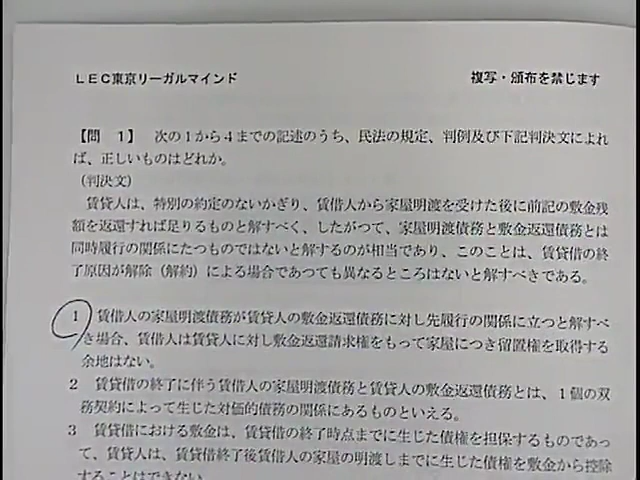 LEC東京リーガルマインド
複写・頒布を禁じます
【問 1】 次の1から4までの記述のうち、民法の規定、判例及び下記判決文によれ
ば、正しいものはどれか。
(判決文)
賃貸人は、特別の約定のないかぎり、賃借人から家屋明渡を受けた後に前記の敷金残
額を返還すれば足りるものと解すべく、したがつて、家屋明渡債務と敷金返還債務とは
同時履行の関係にたつものではないと解するのが相当であり、このことは、賃貸借の終
了原因が解除(解約)による場合であつても異なるところはないと解すべきである。
1 賃借人の家屋明渡債務が賃貸人の敷金返還債務に対し先履行の関係に立つと解すべ
き場合、賃借人は賃貸人に対し敷金返還請求権をもって家屋につき留置権を取得する
余地はない。
2 賃貸借の終了に伴う賃借人の家屋明渡債務と賃貸人の敷金返還債務とは、1個の双
務契約によって生じた対価的債務の関係にあるものといえる。
3 賃貸借における敷金は、賃貸借の終了時点までに生じた債権を担保するものであっ
て、賃貸人は、賃貸借終了後賃借人の家屋の明渡しまでに生じた債権を敷金から控除
することはできない。